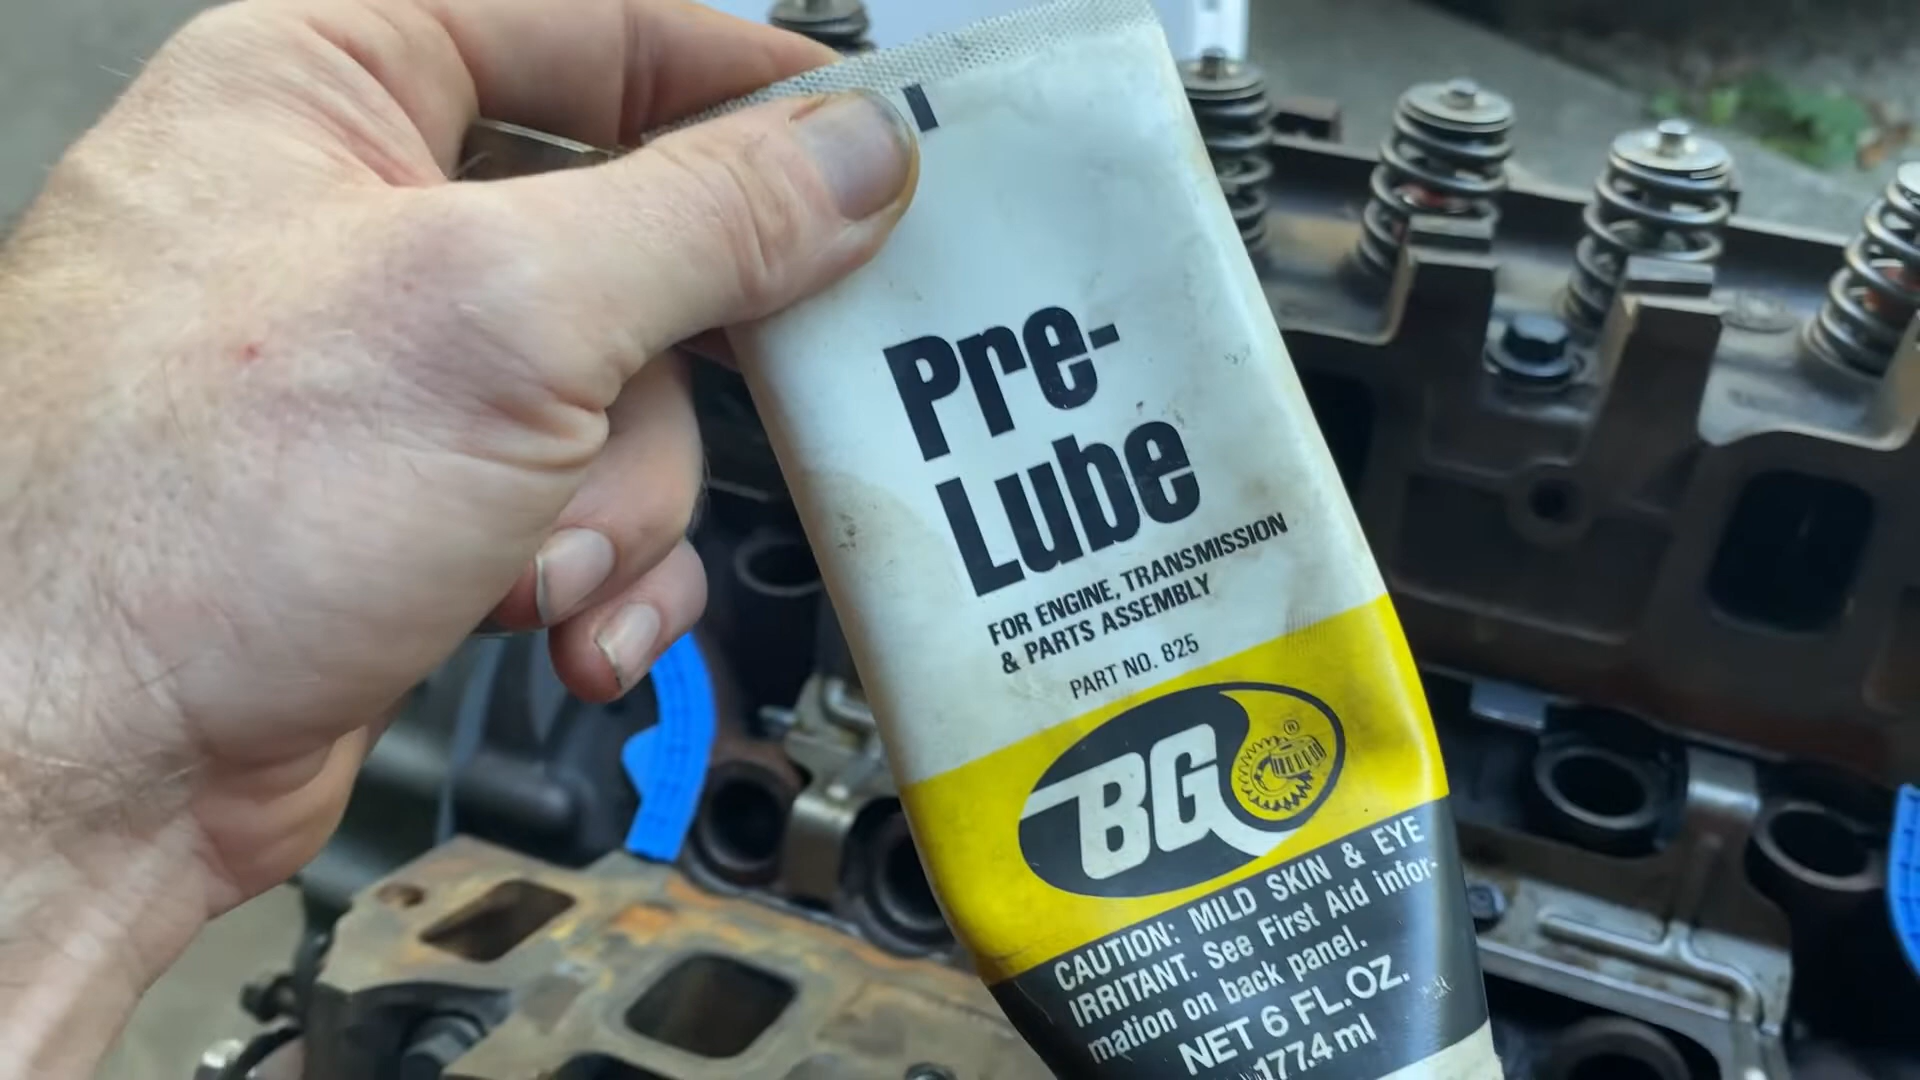 Pre-
Lube
FOR ENGINE, TRANSMISSION
& PARTS ASSEMBLY
PART NO. 825
BG®
CAUTION: MILD SKIN & EYE
IRRITANT. See First Aid infor-
mation on back panel.
NET 6 FL.OZ.
177.4 ml